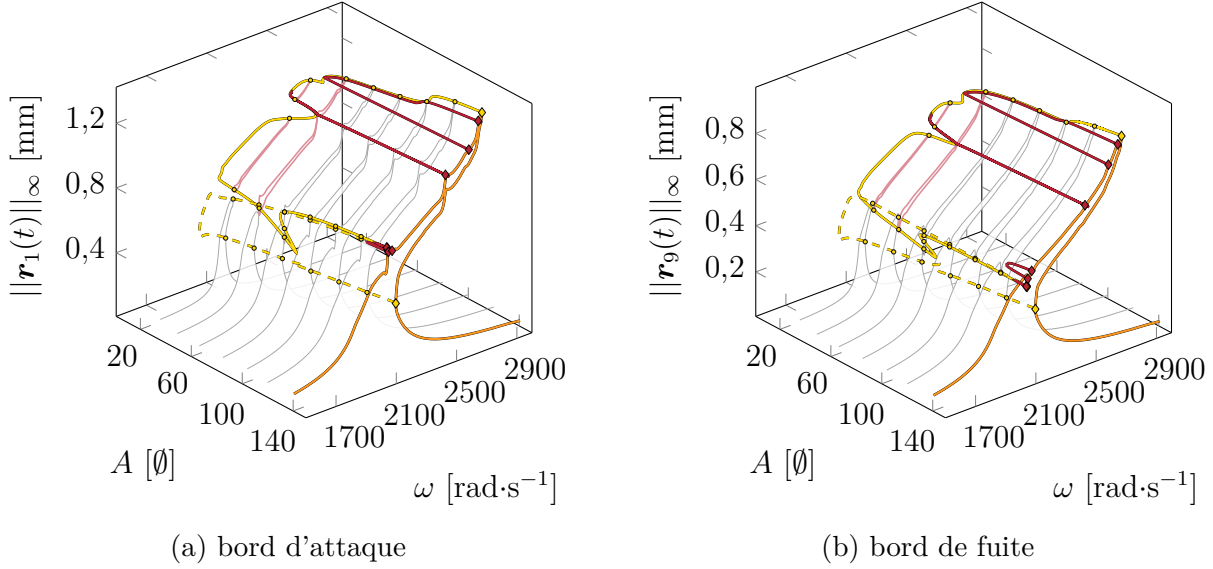 1,2
0,8
0,4
||r₁(t)||∞ [mm]
20
60
100
140
A [∅]
1700
2100
2500
2900
ω [rad·s⁻¹]
(a) bord d'attaque
0,8
0,6
0,4
0,2
||r₉(t)||∞ [mm]
20
60
100
140
A [∅]
1700
2100
2500
2900
ω [rad·s⁻¹]
(b) bord de fuite